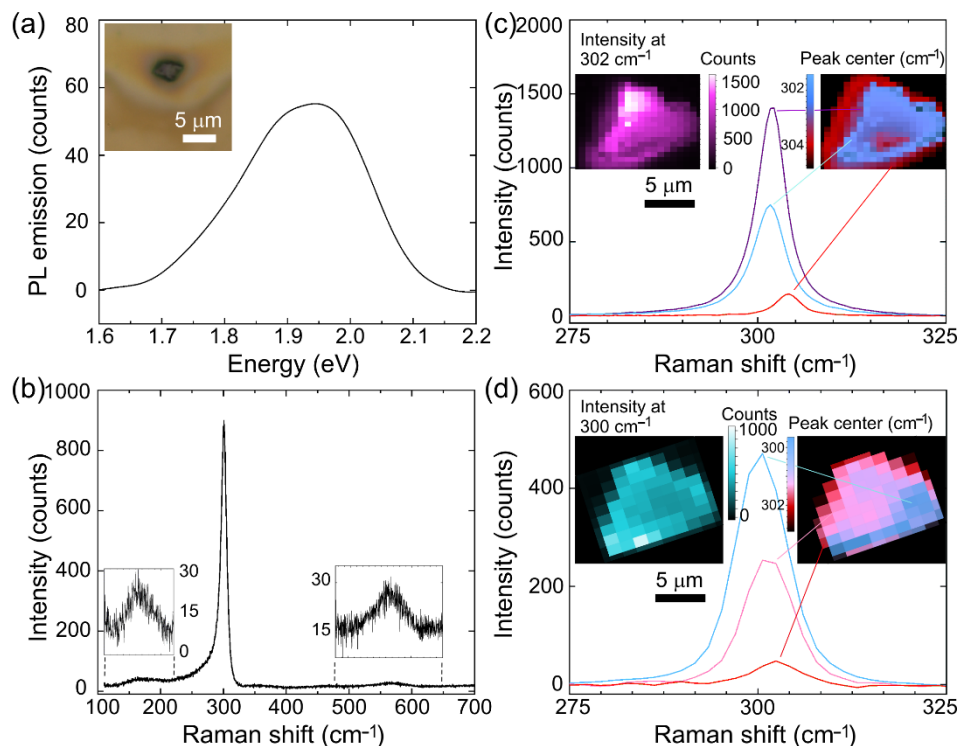 (a)
PL emission (counts)
80
60
40
20
0
5 μm
1.6 1.7 1.8 1.9 2.0 2.1 2.2
Energy (eV)
(b)
Intensity (counts)
1000
800
600
400
200
0
30
15
0
30
15
100 200 300 400 500 600 700
Raman shift (cm⁻¹)
(c)
Intensity (counts)
2000
1500
1000
500
0
Intensity at
302 cm⁻¹
Counts
1500
1000
500
0
Peak center (cm⁻¹)
302
304
5 μm
275 300 325
Raman shift (cm⁻¹)
(d)
Intensity (counts)
600
400
200
0
Intensity at
300 cm⁻¹
Counts
1000
0
Peak center (cm⁻¹)
300
302
5 μm
275 300 325
Raman shift (cm⁻¹)